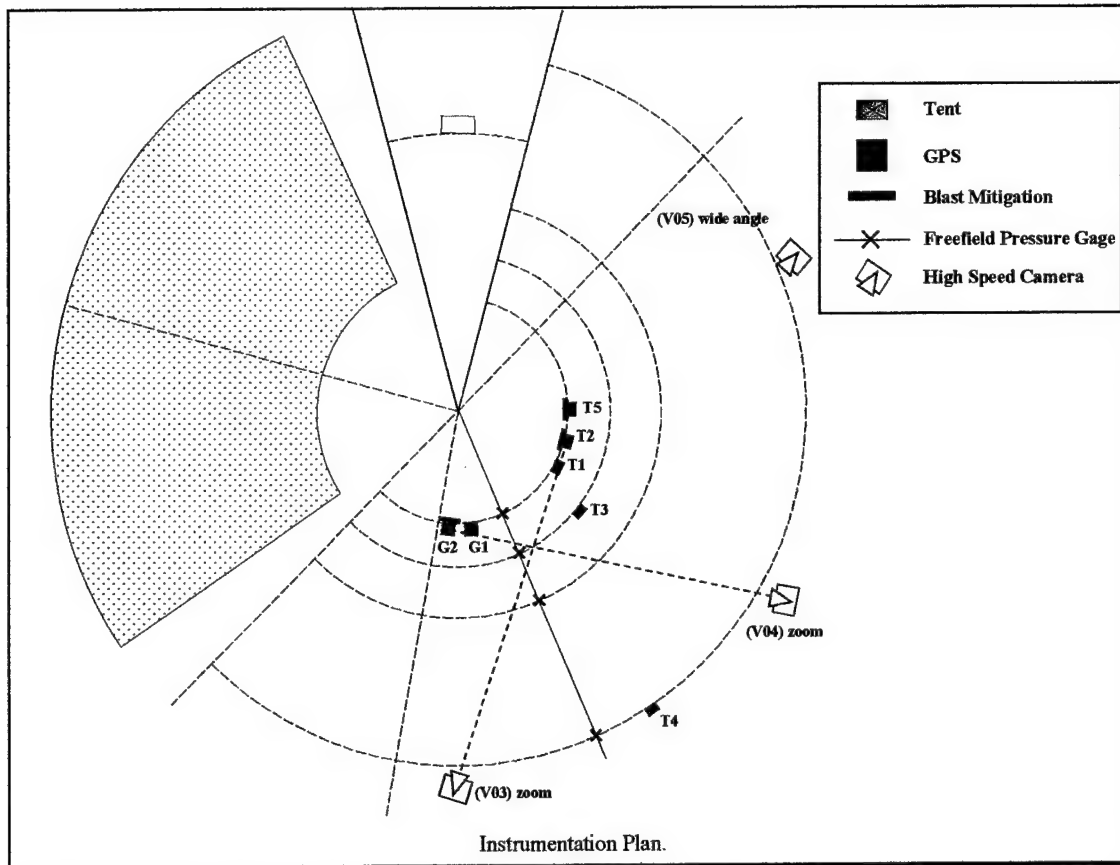 Tent
GPS
Blast Mitigation
Freefield Pressure Gage
High Speed Camera
(V05) wide angle
T5
T2
T1
T3
G2 G1
(V04) zoom
T4
(V03) zoom
Instrumentation Plan.